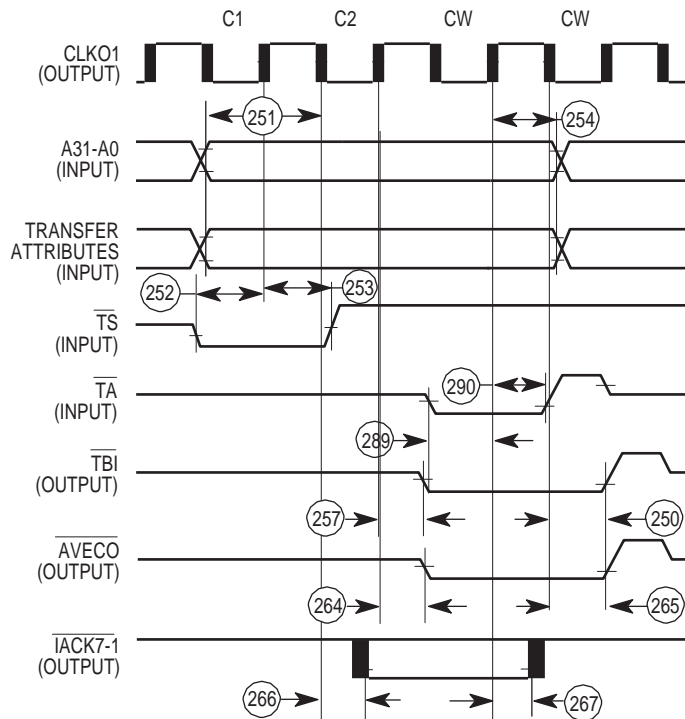 C1 C2 CW CW
CLKO1
(OUTPUT)
251
254
A31-A0
(INPUT)
TRANSFER
ATTRIBUTES
(INPUT)
252
253
TS
(INPUT)
290
TA
(INPUT)
289
TBI
(OUTPUT)
257
250
AVECO
(OUTPUT)
264
265
IACK7-1
(OUTPUT)
266
267